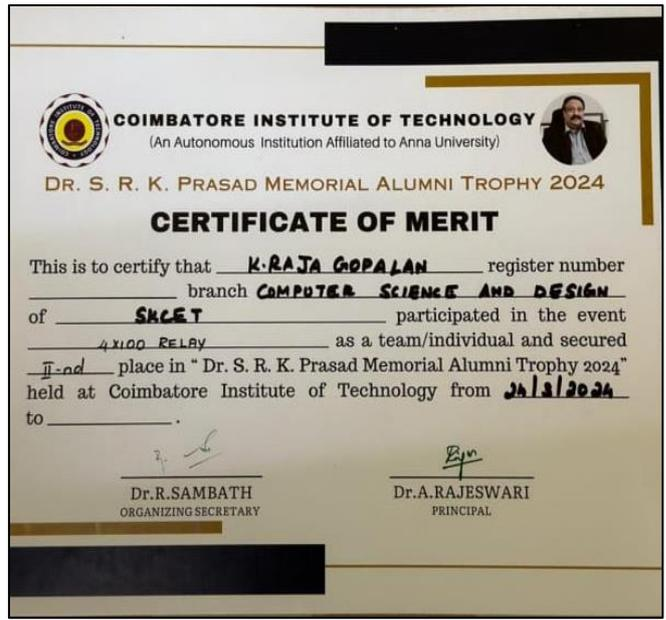 COIMBATORE INSTITUTE OF TECHNOLOGY
(An Autonomous Institution Affiliated to Anna University)
DR. S. R. K. PRASAD MEMORIAL ALUMNI TROPHY 2024
CERTIFICATE OF MERIT
This is to certify that K.RAJA GOPALAN register number
branch COMPUTER SCIENCE AND DESIGN
of SKCET participated in the event
4X100 RELAY as a team/individual and secured
II-nd place in “ Dr. S. R. K. Prasad Memorial Alumni Trophy 2024”
held at Coimbatore Institute of Technology from 24/3/2024
to .
Dr.R.SAMBATH
ORGANIZING SECRETARY
Dr.A.RAJESWARI
PRINCIPAL